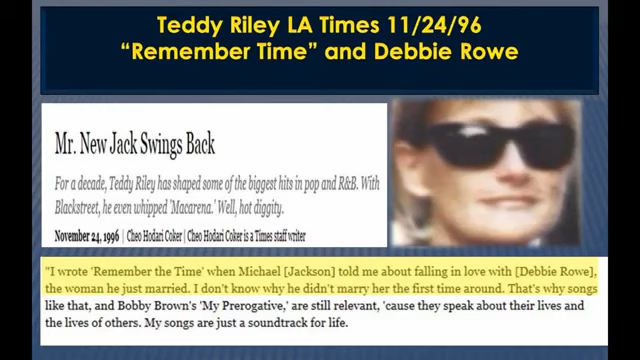 Teddy Riley LA Times 11/24/96
“Remember Time” and Debbie Rowe
Mr. New Jack Swings Back
For a decade, Teddy Riley has shaped some of the biggest hits in pop and R&B. With
Blackstreet, he even whipped 'Macarena.' Well, hot diggity.
November 24, 1996 | Cheo Hodari Coker | Cheo Hodari Coker is a Times staff writer
"I wrote 'Remember the Time' when Michael [Jackson] told me about falling in love with [Debbie Rowe],
the woman he just married. I don't know why he didn't marry her the first time around. That's why songs
like that, and Bobby Brown's 'My Prerogative,' are still relevant, 'cause they speak about their lives and
the lives of others. My songs are just a soundtrack for life.